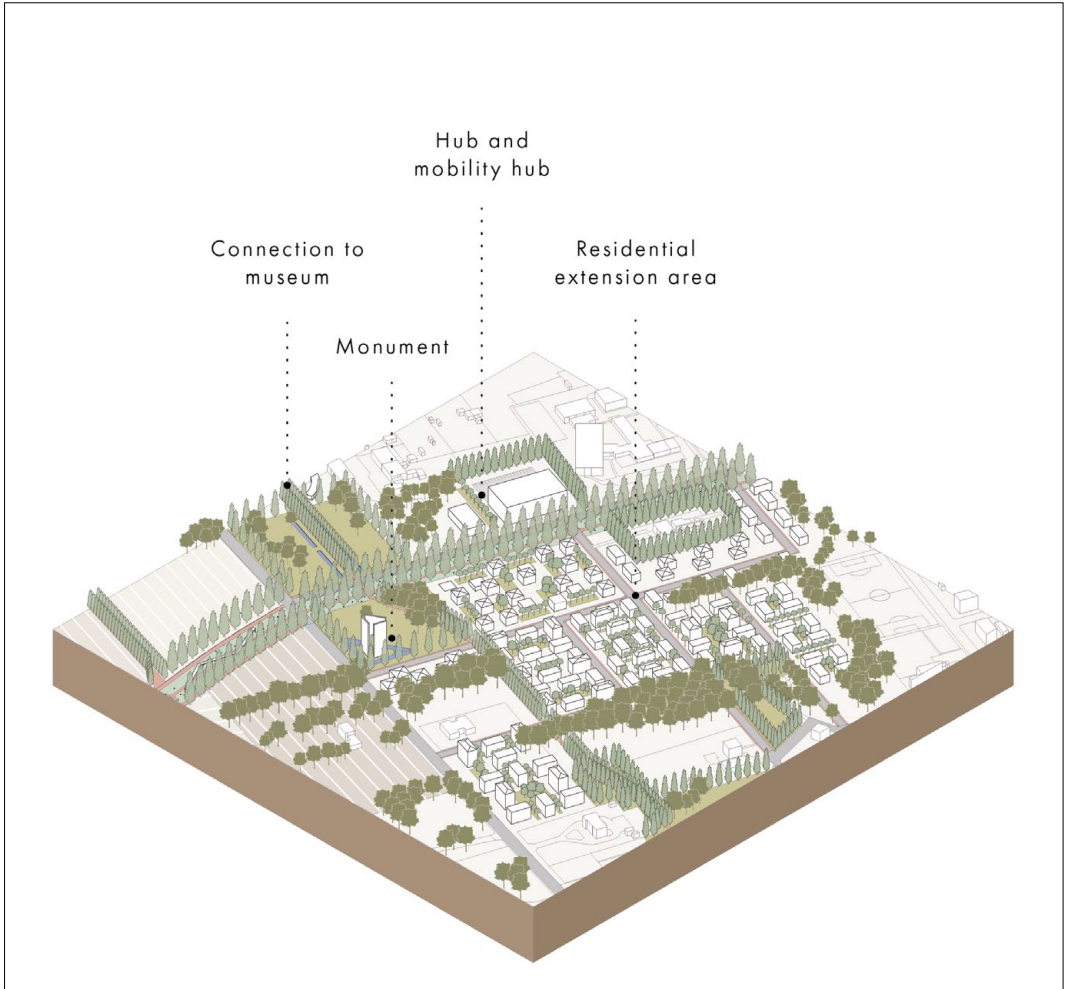 Hub and
mobility hub
Connection to
museum
Residential
extension area
Monument